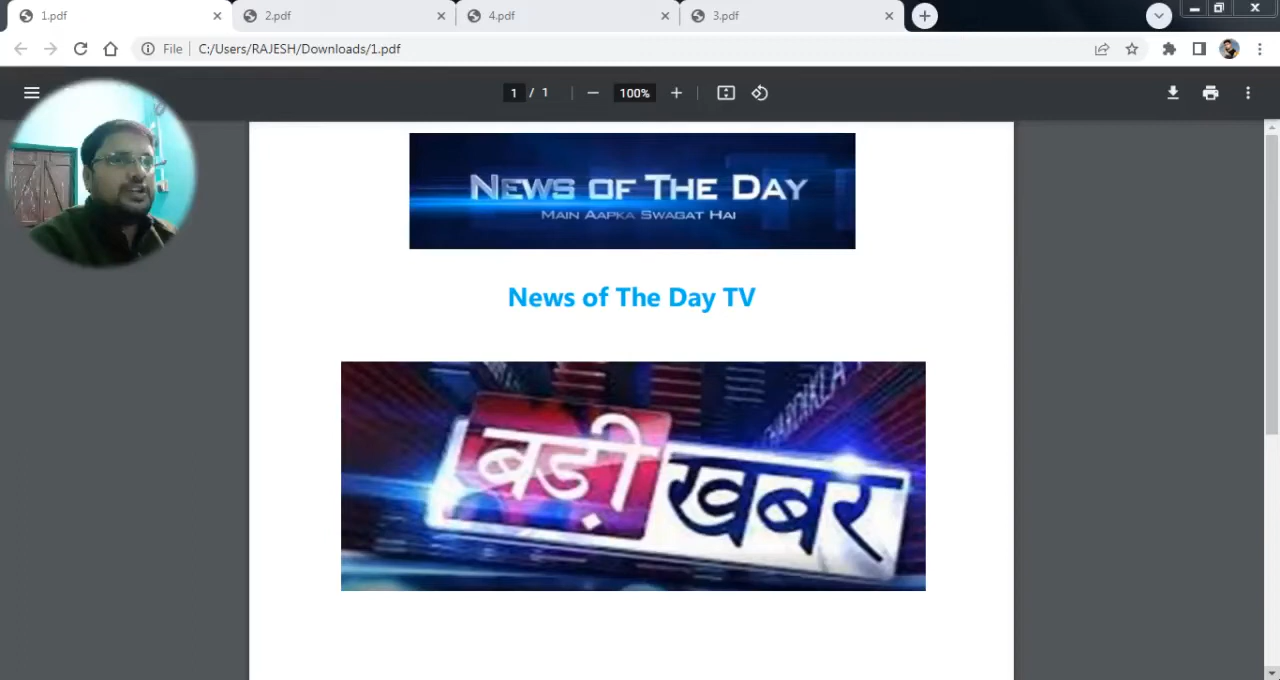 1.pdf
2.pdf
4.pdf
3.pdf
File
C:/Users/RAJESH/Downloads/1.pdf
1 / 1
100%
News of The Day
Main Aapka Swagat Hai
News of The Day TV
CHARDIKLA
बड़ी खबर